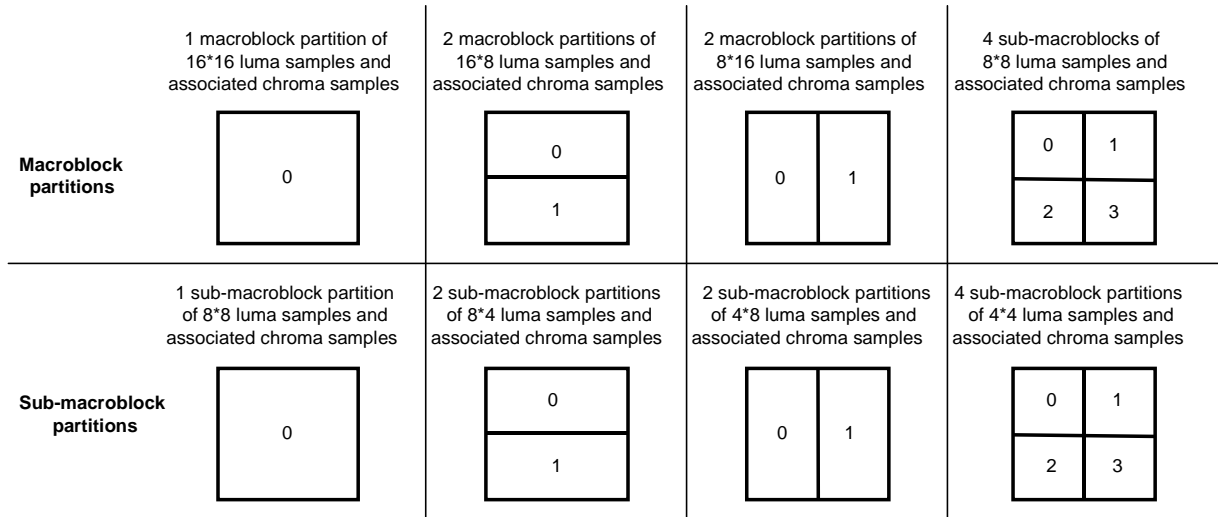 1 macroblock partition of
16*16 luma samples and
associated chroma samples
2 macroblock partitions of
16*8 luma samples and
associated chroma samples
2 macroblock partitions of
8*16 luma samples and
associated chroma samples
4 sub-macroblocks of
8*8 luma samples and
associated chroma samples
Macroblock
partitions
0
0
1
0 1
0 1
2 3
1 sub-macroblock partition
of 8*8 luma samples and
associated chroma samples
2 sub-macroblock partitions
of 8*4 luma samples and
associated chroma samples
2 sub-macroblock partitions
of 4*8 luma samples and
associated chroma samples
4 sub-macroblock partitions
of 4*4 luma samples and
associated chroma samples
Sub-macroblock
partitions
0
0
1
0 1
0 1
2 3